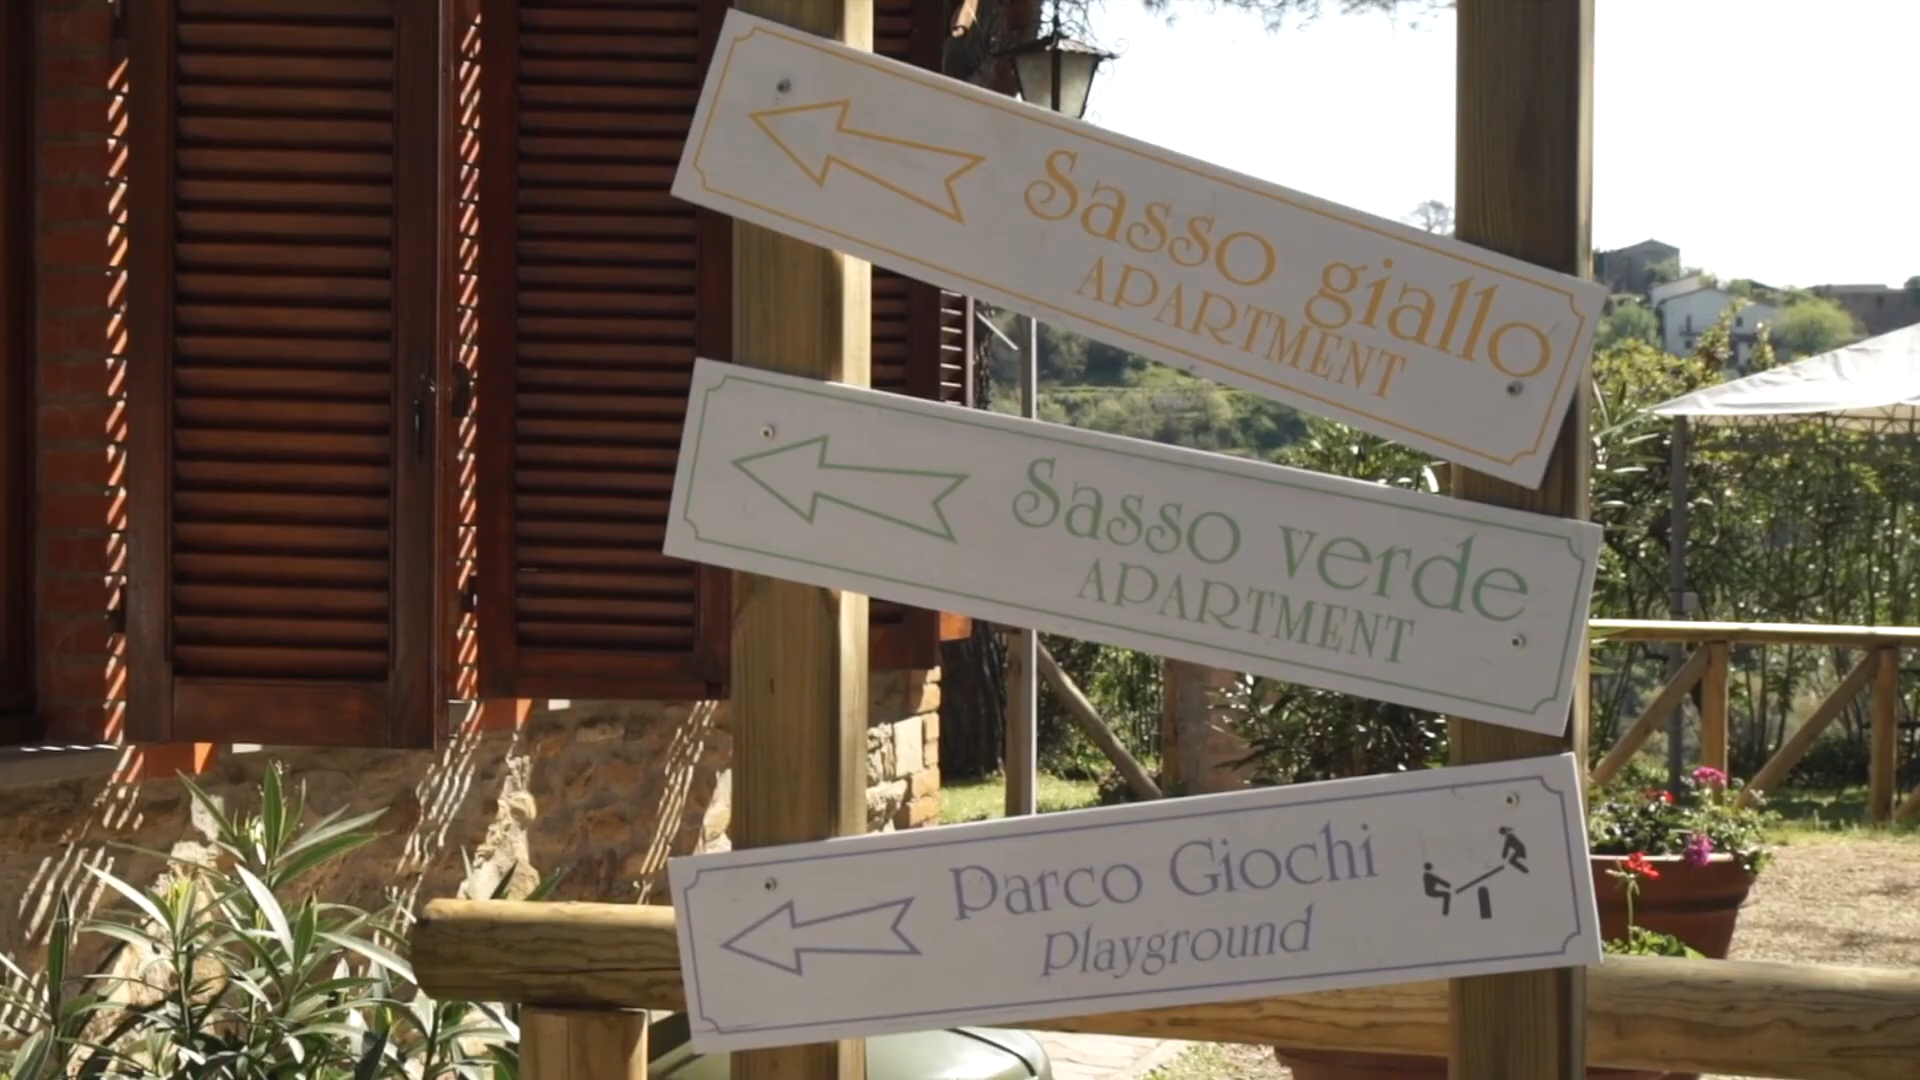 Sasso giallo
APARTMENT
Sasso verde
APARTMENT
Parco Giochi
Playground